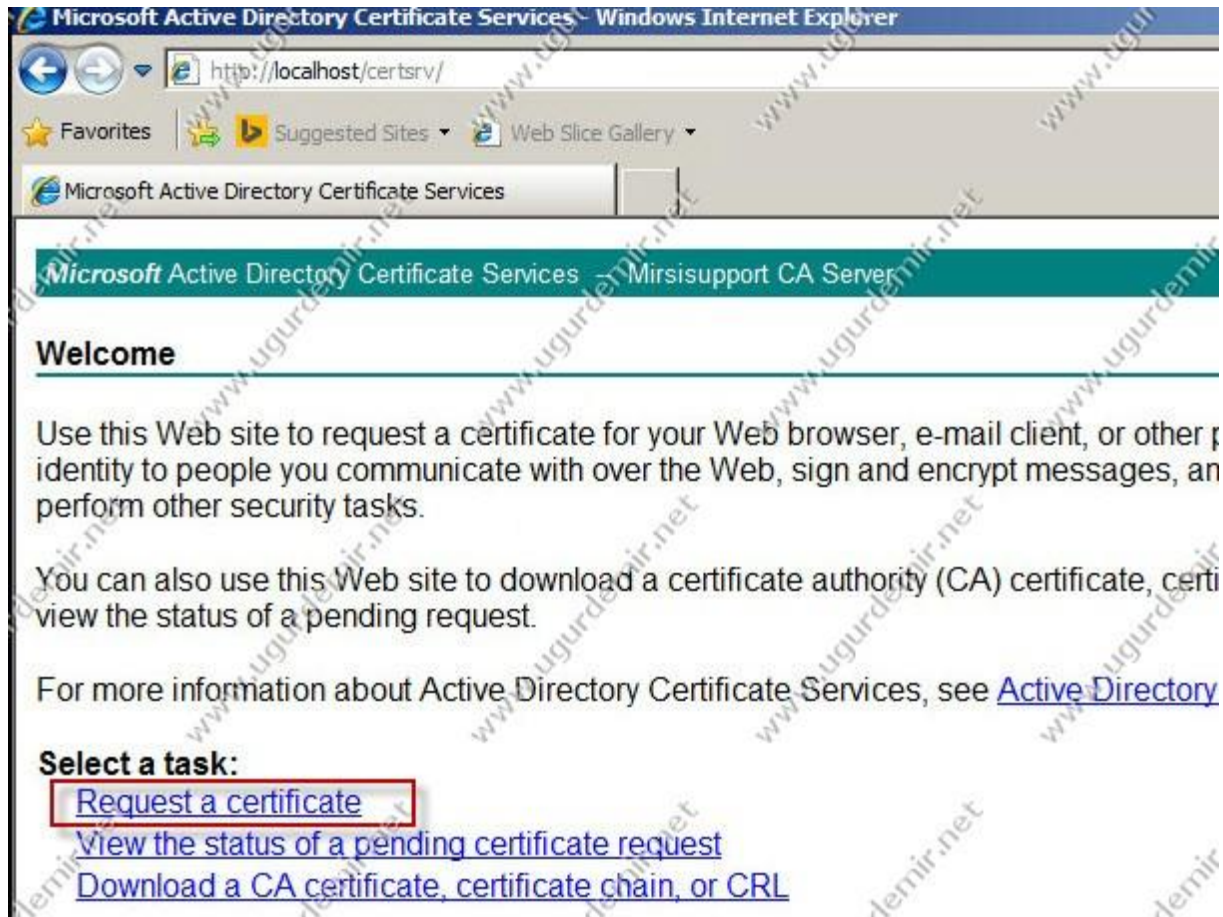 Microsoft Active Directory Certificate Services - Windows Internet Explorer
http://localhost/certsrv/
Favorites Suggested Sites Web Slice Gallery
Microsoft Active Directory Certificate Services
Microsoft Active Directory Certificate Services -- Mirsisupport CA Server
Welcome
Use this Web site to request a certificate for your Web browser, e-mail client, or other p
identity to people you communicate with over the Web, sign and encrypt messages, an
perform other security tasks.
You can also use this Web site to download a certificate authority (CA) certificate, certi
view the status of a pending request.
For more information about Active Directory Certificate Services, see Active Directory
Select a task:
Request a certificate
View the status of a pending certificate request
Download a CA certificate, certificate chain, or CRL
www.ugurdemir.net